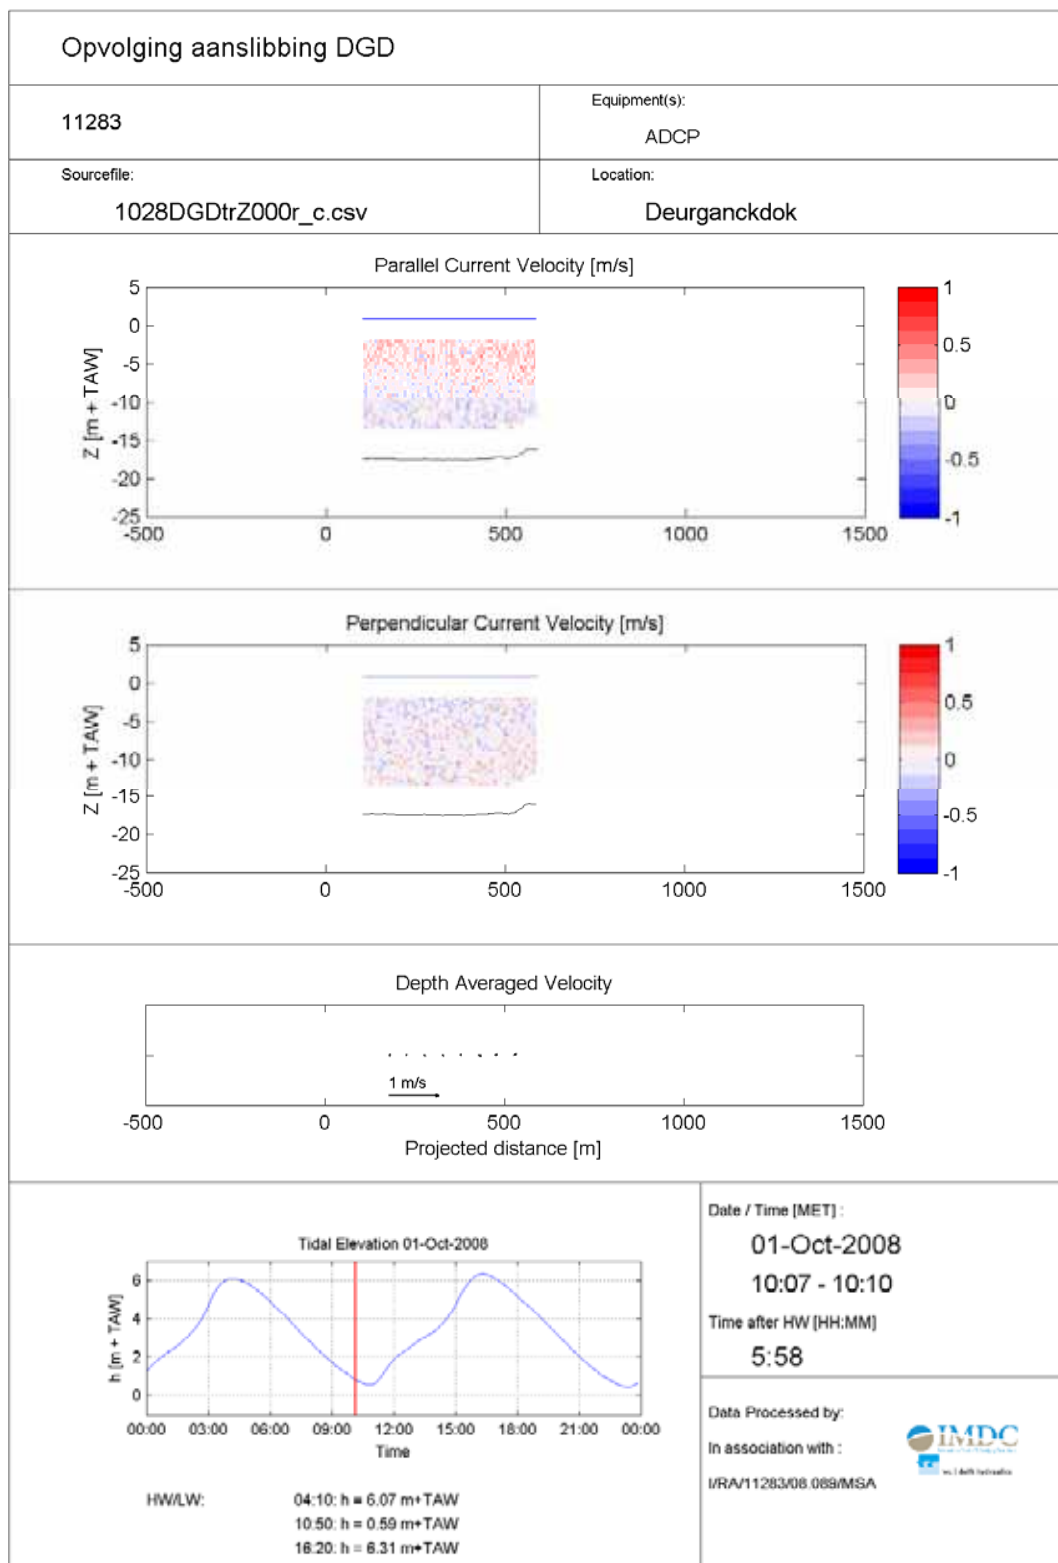 Opvolging aanslibbing DGD
11283
Equipment(s):
ADCP
Sourcefile:
1028DGDtrZ000r_c.csv
Location:
Deurganckdok
Parallel Current Velocity [m/s]
Z [m + TAW]
5
0
-5
-10
-15
-20
-25
-500
0
500
1000
1500
1
0.5
0
-0.5
-1
Perpendicular Current Velocity [m/s]
Z [m + TAW]
5
0
-5
-10
-15
-20
-25
-500
0
500
1000
1500
1
0.5
0
-0.5
-1
Depth Averaged Velocity
1 m/s
-500
0
500
1000
1500
Projected distance [m]
Tidal Elevation 01-Oct-2008
h [m + TAW]
6
4
2
0
00:00
03:00
06:00
09:00
12:00
15:00
18:00
21:00
00:00
Time
HW/LW:
04:10: h = 6.07 m+TAW
10:50: h = 0.59 m+TAW
16:20: h = 6.31 m+TAW
Date / Time [MET] :
01-Oct-2008
10:07 - 10:10
Time after HW [HH:MM]
5:58
Data Processed by:
In association with :
I/RA/11283/08.089/MSA
IMDC
wl | delft hydraulics